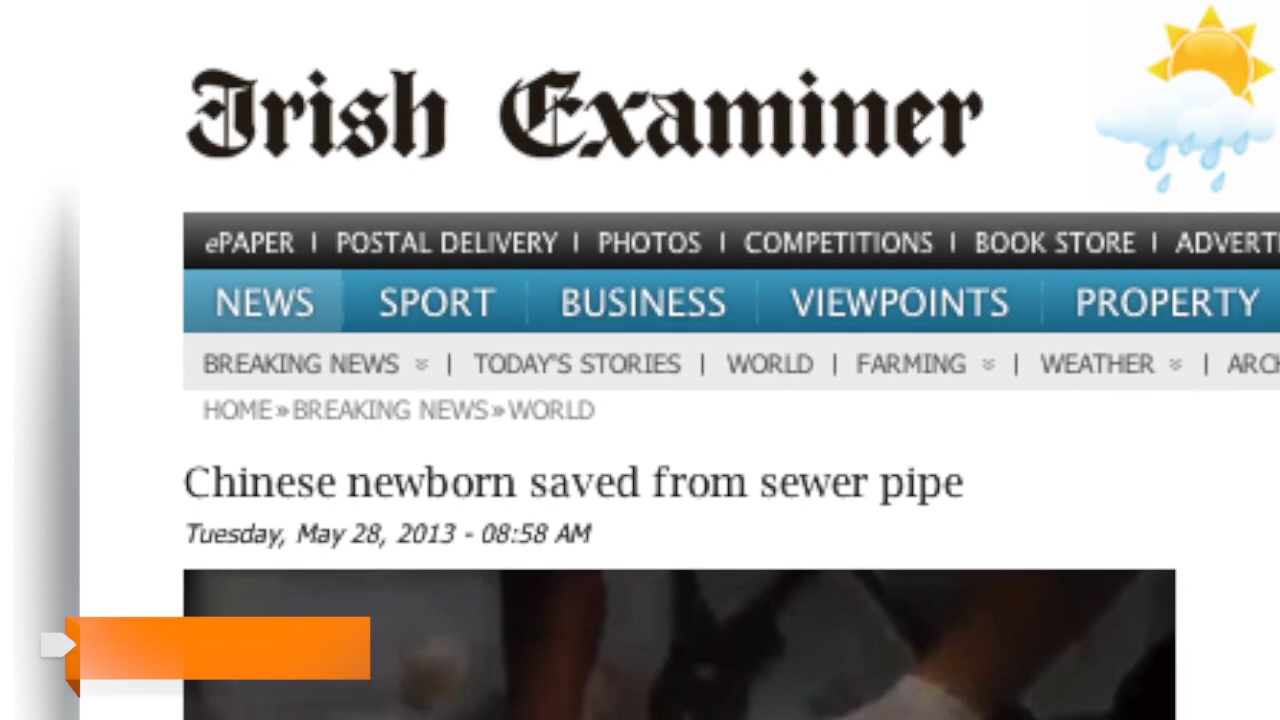 Irish Examiner
ePAPER | POSTAL DELIVERY | PHOTOS | COMPETITIONS | BOOK STORE | ADVERTI
NEWS SPORT BUSINESS VIEWPOINTS PROPERTY
BREAKING NEWS | TODAY'S STORIES | WORLD | FARMING | WEATHER | ARCH
HOME»BREAKING NEWS»WORLD
Chinese newborn saved from sewer pipe
Tuesday, May 28, 2013 - 08:58 AM